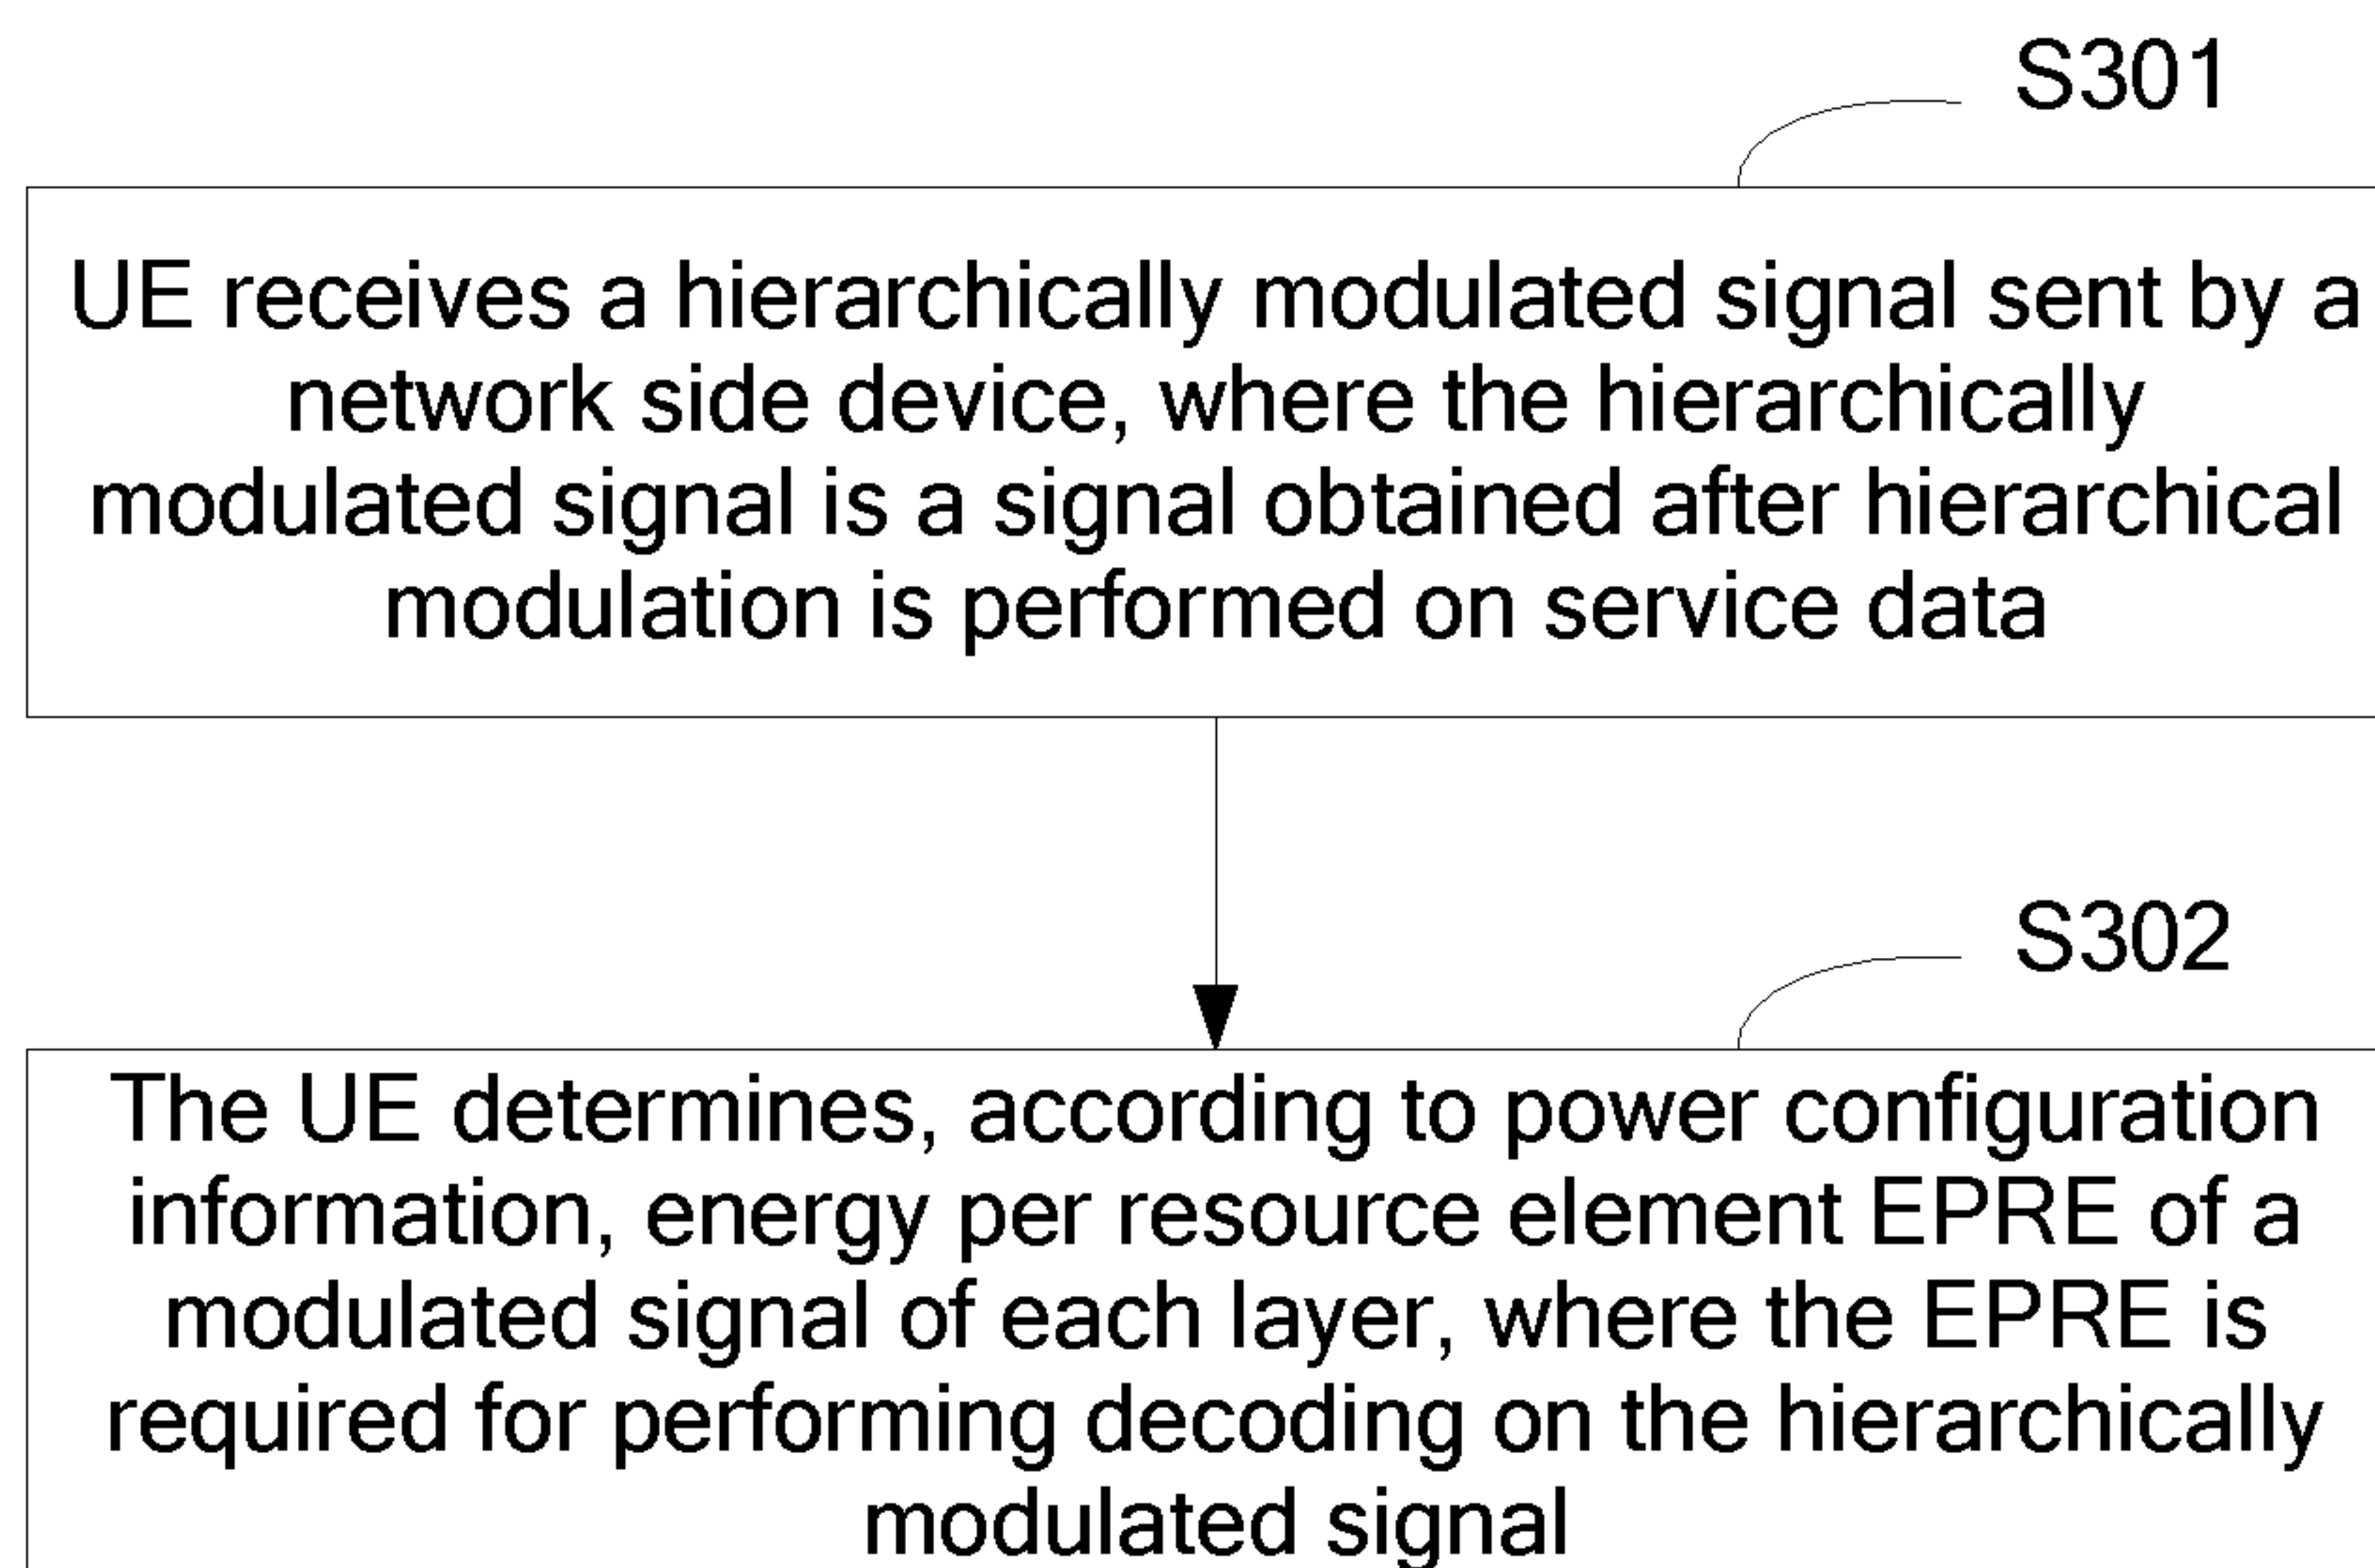 S301
UE receives a hierarchically modulated signal sent by a
network side device, where the hierarchically
modulated signal is a signal obtained after hierarchical
modulation is performed on service data
S302
The UE determines, according to power configuration
information, energy per resource element EPRE of a
modulated signal of each layer, where the EPRE is
required for performing decoding on the hierarchically
modulated signal